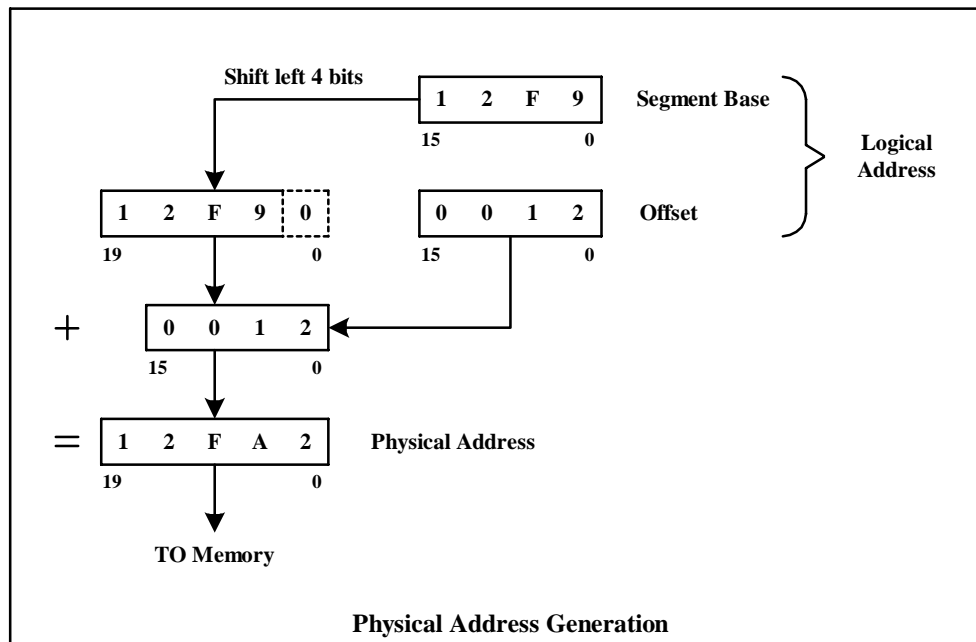 Shift left 4 bits
1 2 F 9 Segment Base
15 0
Logical
Address
1 2 F 9 0
19 0
0 0 1 2 Offset
15 0
+ 0 0 1 2
15 0
= 1 2 F A 2 Physical Address
19 0
TO Memory
Physical Address Generation